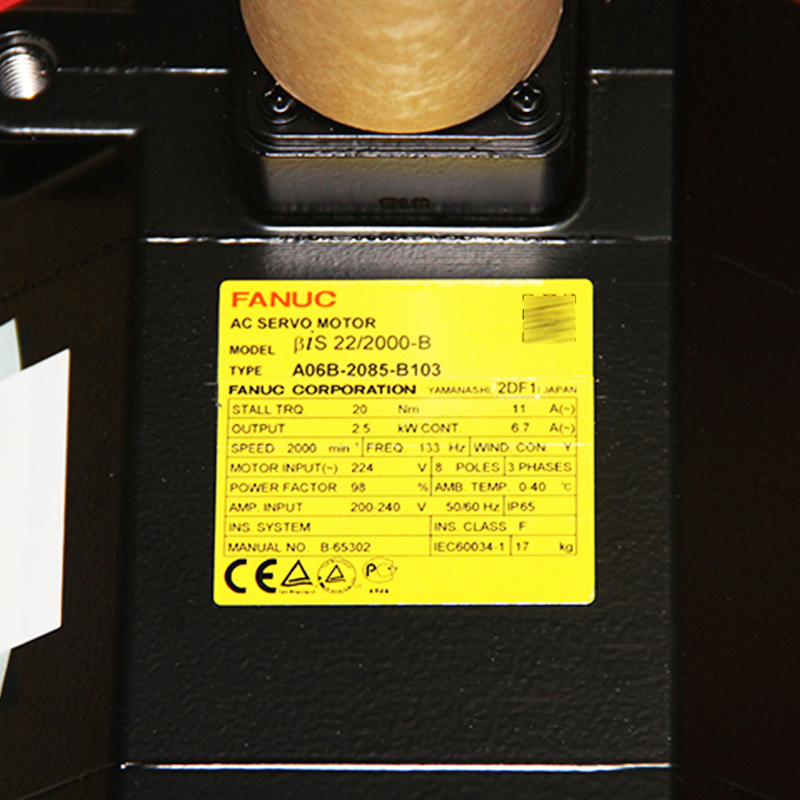 FANUC
AC SERVO MOTOR
MODEL βiS 22/2000-B
TYPE A06B-2085-B103
FANUC CORPORATION YAMANASHI 2DF1 JAPAN
STALL TRQ. 20 Nm 11 A(~)
OUTPUT 2.5 kW CONT. 6.7 A(~)
SPEED 2000 min⁻¹ FREQ. 133 Hz WIND. CON. Y
MOTOR INPUT(~) 224 V 8 POLES 3 PHASES
POWER FACTOR 98 % AMB. TEMP. 0-40 °C
AMP. INPUT 200-240 V 50/60 Hz IP65
INS. SYSTEM INS. CLASS F
MANUAL NO. B-65302 IEC60034-1 17 kg
CE